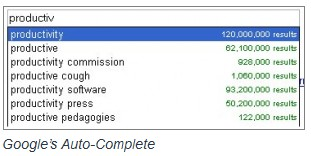 productiv
productivity 120,000,000 results
productive 62,100,000 results
productivity commission 928,000 results
productive cough 1,060,000 results
productivity software 93,200,000 results
productivity press 50,200,000 results
productive pedagogies 122,000 results
Google's Auto-Complete